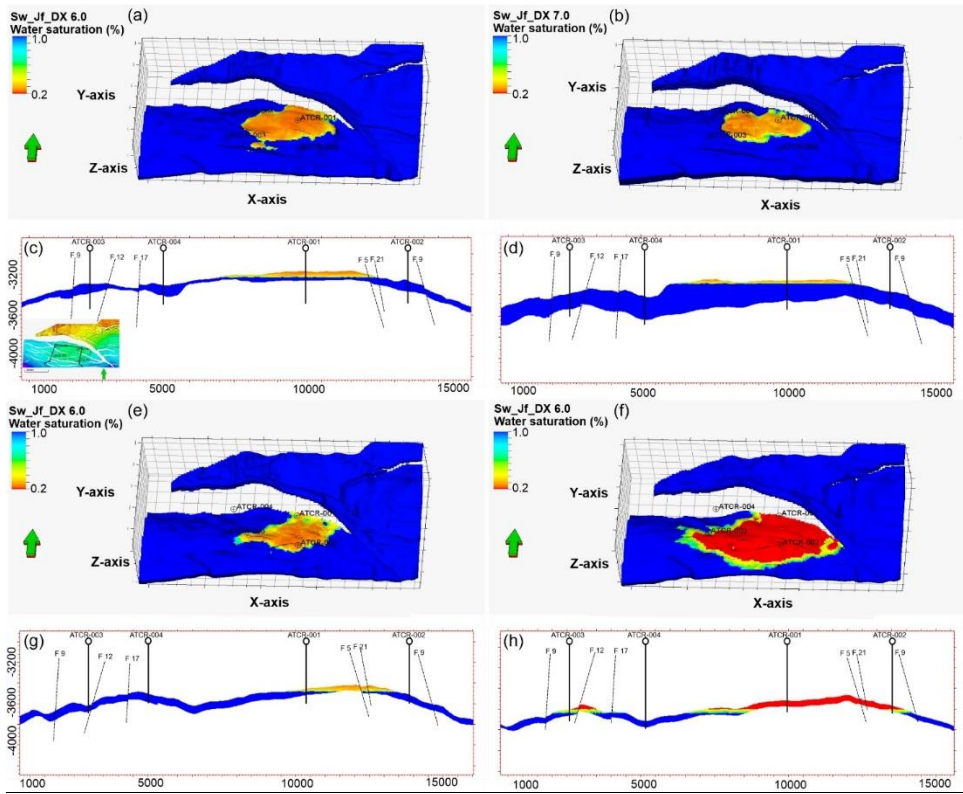 Sw_Jf_DX 6.0 (a)
Water saturation (%)
1.0
0.2
Y-axis
Z-axis
X-axis
ATCR-001
Sw_Jf_DX 7.0 (b)
Water saturation (%)
1.0
0.2
Y-axis
Z-axis
X-axis
ATCR-003
(c)
ATCR-003 ATCR-004 ATCR-001 ATCR-002
F 9 F 12 F 17 F 5 F 21 F 9
-3200
-3600
-4000
1000 5000 10000 15000
(d)
ATCR-003 ATCR-004 ATCR-001 ATCR-002
F 9 F 12 F 17 F 5 F 21 F 9
1000 5000 10000 15000
Sw_Jf_DX 6.0 (e)
Water saturation (%)
1.0
0.2
Y-axis
Z-axis
X-axis
ATCR-004
Sw_Jf_DX 6.0 (f)
Water saturation (%)
1.0
0.2
Y-axis
Z-axis
X-axis
ATCR-004
(g)
ATCR-003 ATCR-004 ATCR-001 ATCR-002
F 9 F 12 F 17 F 5 F 21 F 9
-3200
-3600
-4000
1000 5000 10000 15000
(h)
ATCR-003 ATCR-004 ATCR-001 ATCR-002
F 9 F 12 F 17 F 5 F 21 F 9
1000 5000 10000 15000